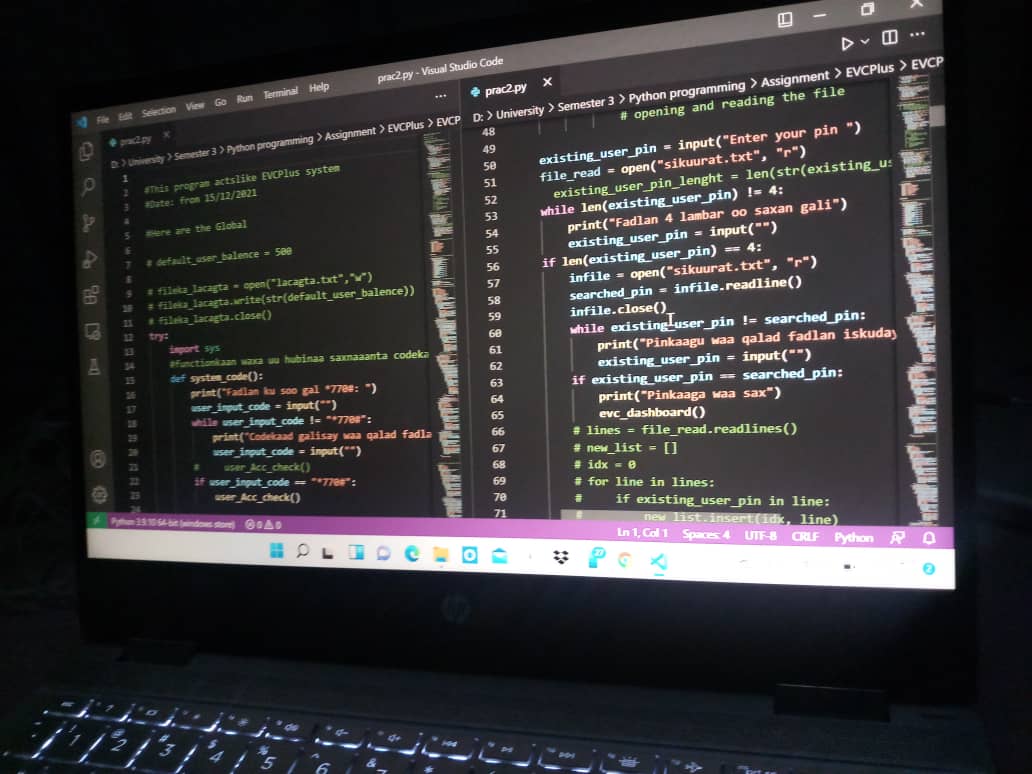 File Edit Selection View Go Run Terminal Help
prac2.py - Visual Studio Code
prac2.py
D: > University > Semester 3 > Python programming > Assignment > EVCPlus > EVCP
1
2 #This program actslike EVCPlus system
3 #Date: from 15/12/2021
4
5 #Here are the Global
6
7 # default_user_balence = 500
8
9 # fileka_lacagta = open("lacagta.txt","w")
10 # fileka_lacagta.write(str(default_user_balence))
11 # fileka_lacagta.close()
12 try:
13 import sys
14 #functionkaan waxa uu hubinaa saxnaaanta codeka
15 def system_code():
16 print("Fadlan ku soo gal *770#: ")
17 user_input_code = input("")
18 while user_input_code != "*770#":
19 print("Codekaad galisay waa qalad fadla
20 user_input_code = input("")
21 # user_Acc_check()
22 if user_input_code == "*770#":
23 user_Acc_check()
24
prac2.py
D: > University > Semester 3 > Python programming > Assignment > EVCPlus > EVCP
48 # opening and reading the file
49
50 existing_user_pin = input("Enter your pin ")
51 file_read = open("sikuurat.txt", "r")
52 existing_user_pin_lenght = len(str(existing_us
53 while len(existing_user_pin) != 4:
54 print("Fadlan 4 lambar oo saxan gali")
55 existing_user_pin = input("")
56 if len(existing_user_pin) == 4:
57 infile = open("sikuurat.txt", "r")
58 searched_pin = infile.readline()
59 infile.close()
60 while existing_user_pin != searched_pin:
61 print("Pinkaagu waa qalad fadlan iskuday
62 existing_user_pin = input("")
63 if existing_user_pin == searched_pin:
64 print("Pinkaaga waa sax")
65 evc_dashboard()
66 # lines = file_read.readlines()
67 # new_list = []
68 # idx = 0
69 # for line in lines:
70 # if existing_user_pin in line:
71 # new_list.insert(idx, line)
Python 3.9.10 64-bit (windows store) 0 0
Ln 1, Col 1 Spaces: 4 UTF-8 CRLF Python
27
2
hp
esc
1 2 3 4 5 6 7
@ # $ % &